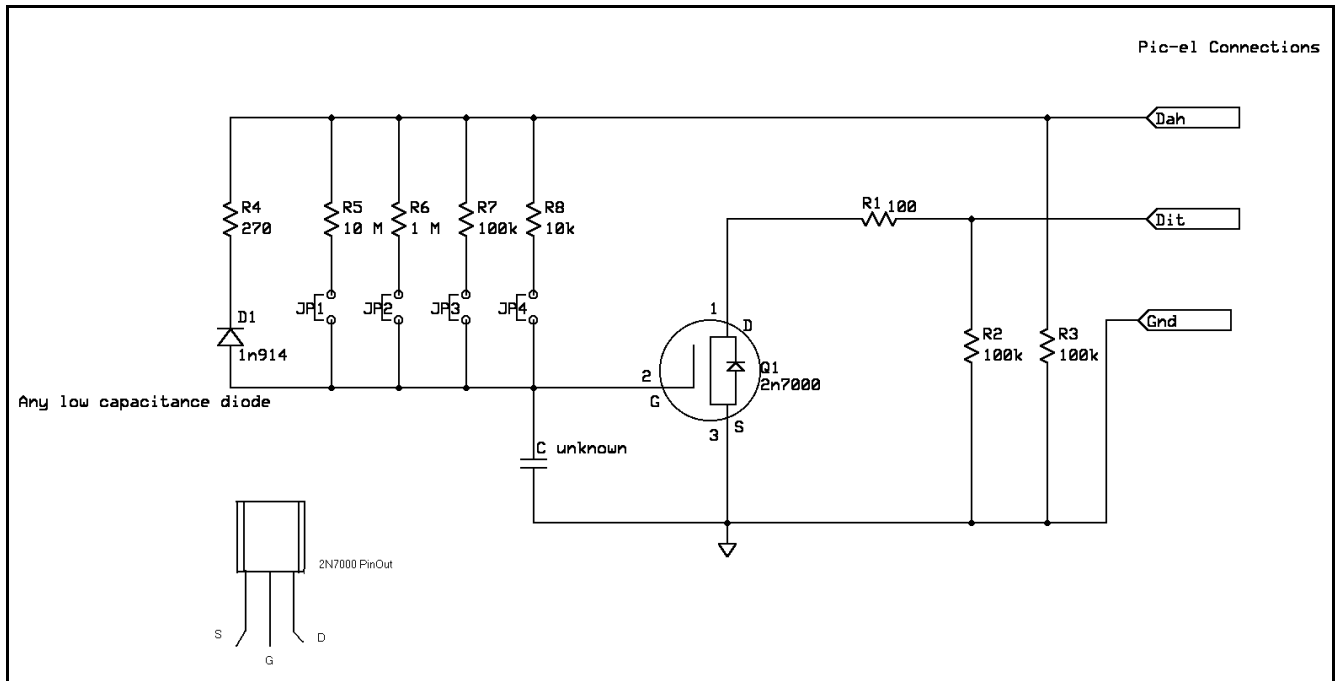 Pic-el Connections
Dah
R4
270
R5
10 M
R6
1 M
R7
100k
R8
10k
R1 100
Dit
JP1
JP2
JP3
JP4
D1
1n914
1
D
Gnd
R2
100k
R3
100k
2
G
Q1
2n7000
3
S
Any low capacitance diode
C unknown
2N7000 PinOut
S
G
D